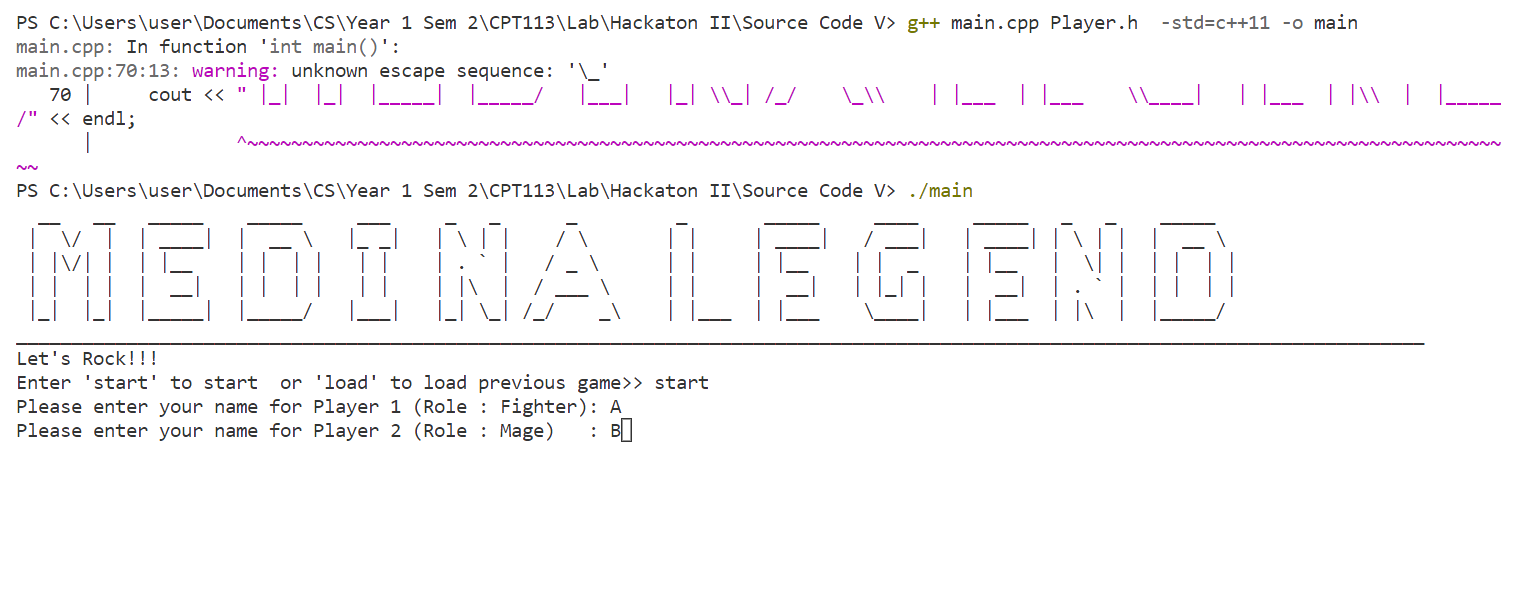 PS C:\Users\user\Documents\CS\Year 1 Sem 2\CPT113\Lab\Hackaton II\Source Code V> g++ main.cpp Player.h  -std=c++11 -o main
main.cpp: In function 'int main()':
main.cpp:70:13: warning: unknown escape sequence: '\_'
   70 |     cout << " |_|  |_|  |_____|  |_____/   |___|   |_| \\_| /_/    \_\\    | |___  | |___    \\____|   | |___  | |\\  |  |_____
/" << endl;
      |             ^~~~~~~~~~~~~~~~~~~~~~~~~~~~~~~~~~~~~~~~~~~~~~~~~~~~~~~~~~~~~~~~~~~~~~~~~~~~~~~~~~~~~~~~~~~~~~~~~~~~~~~~~~~~~~~~~
~~
PS C:\Users\user\Documents\CS\Year 1 Sem 2\CPT113\Lab\Hackaton II\Source Code V> ./main
MEDINA LEGEND
Let's Rock!!!
Enter 'start' to start  or 'load' to load previous game>> start
Please enter your name for Player 1 (Role : Fighter): A
Please enter your name for Player 2 (Role : Mage)   : B